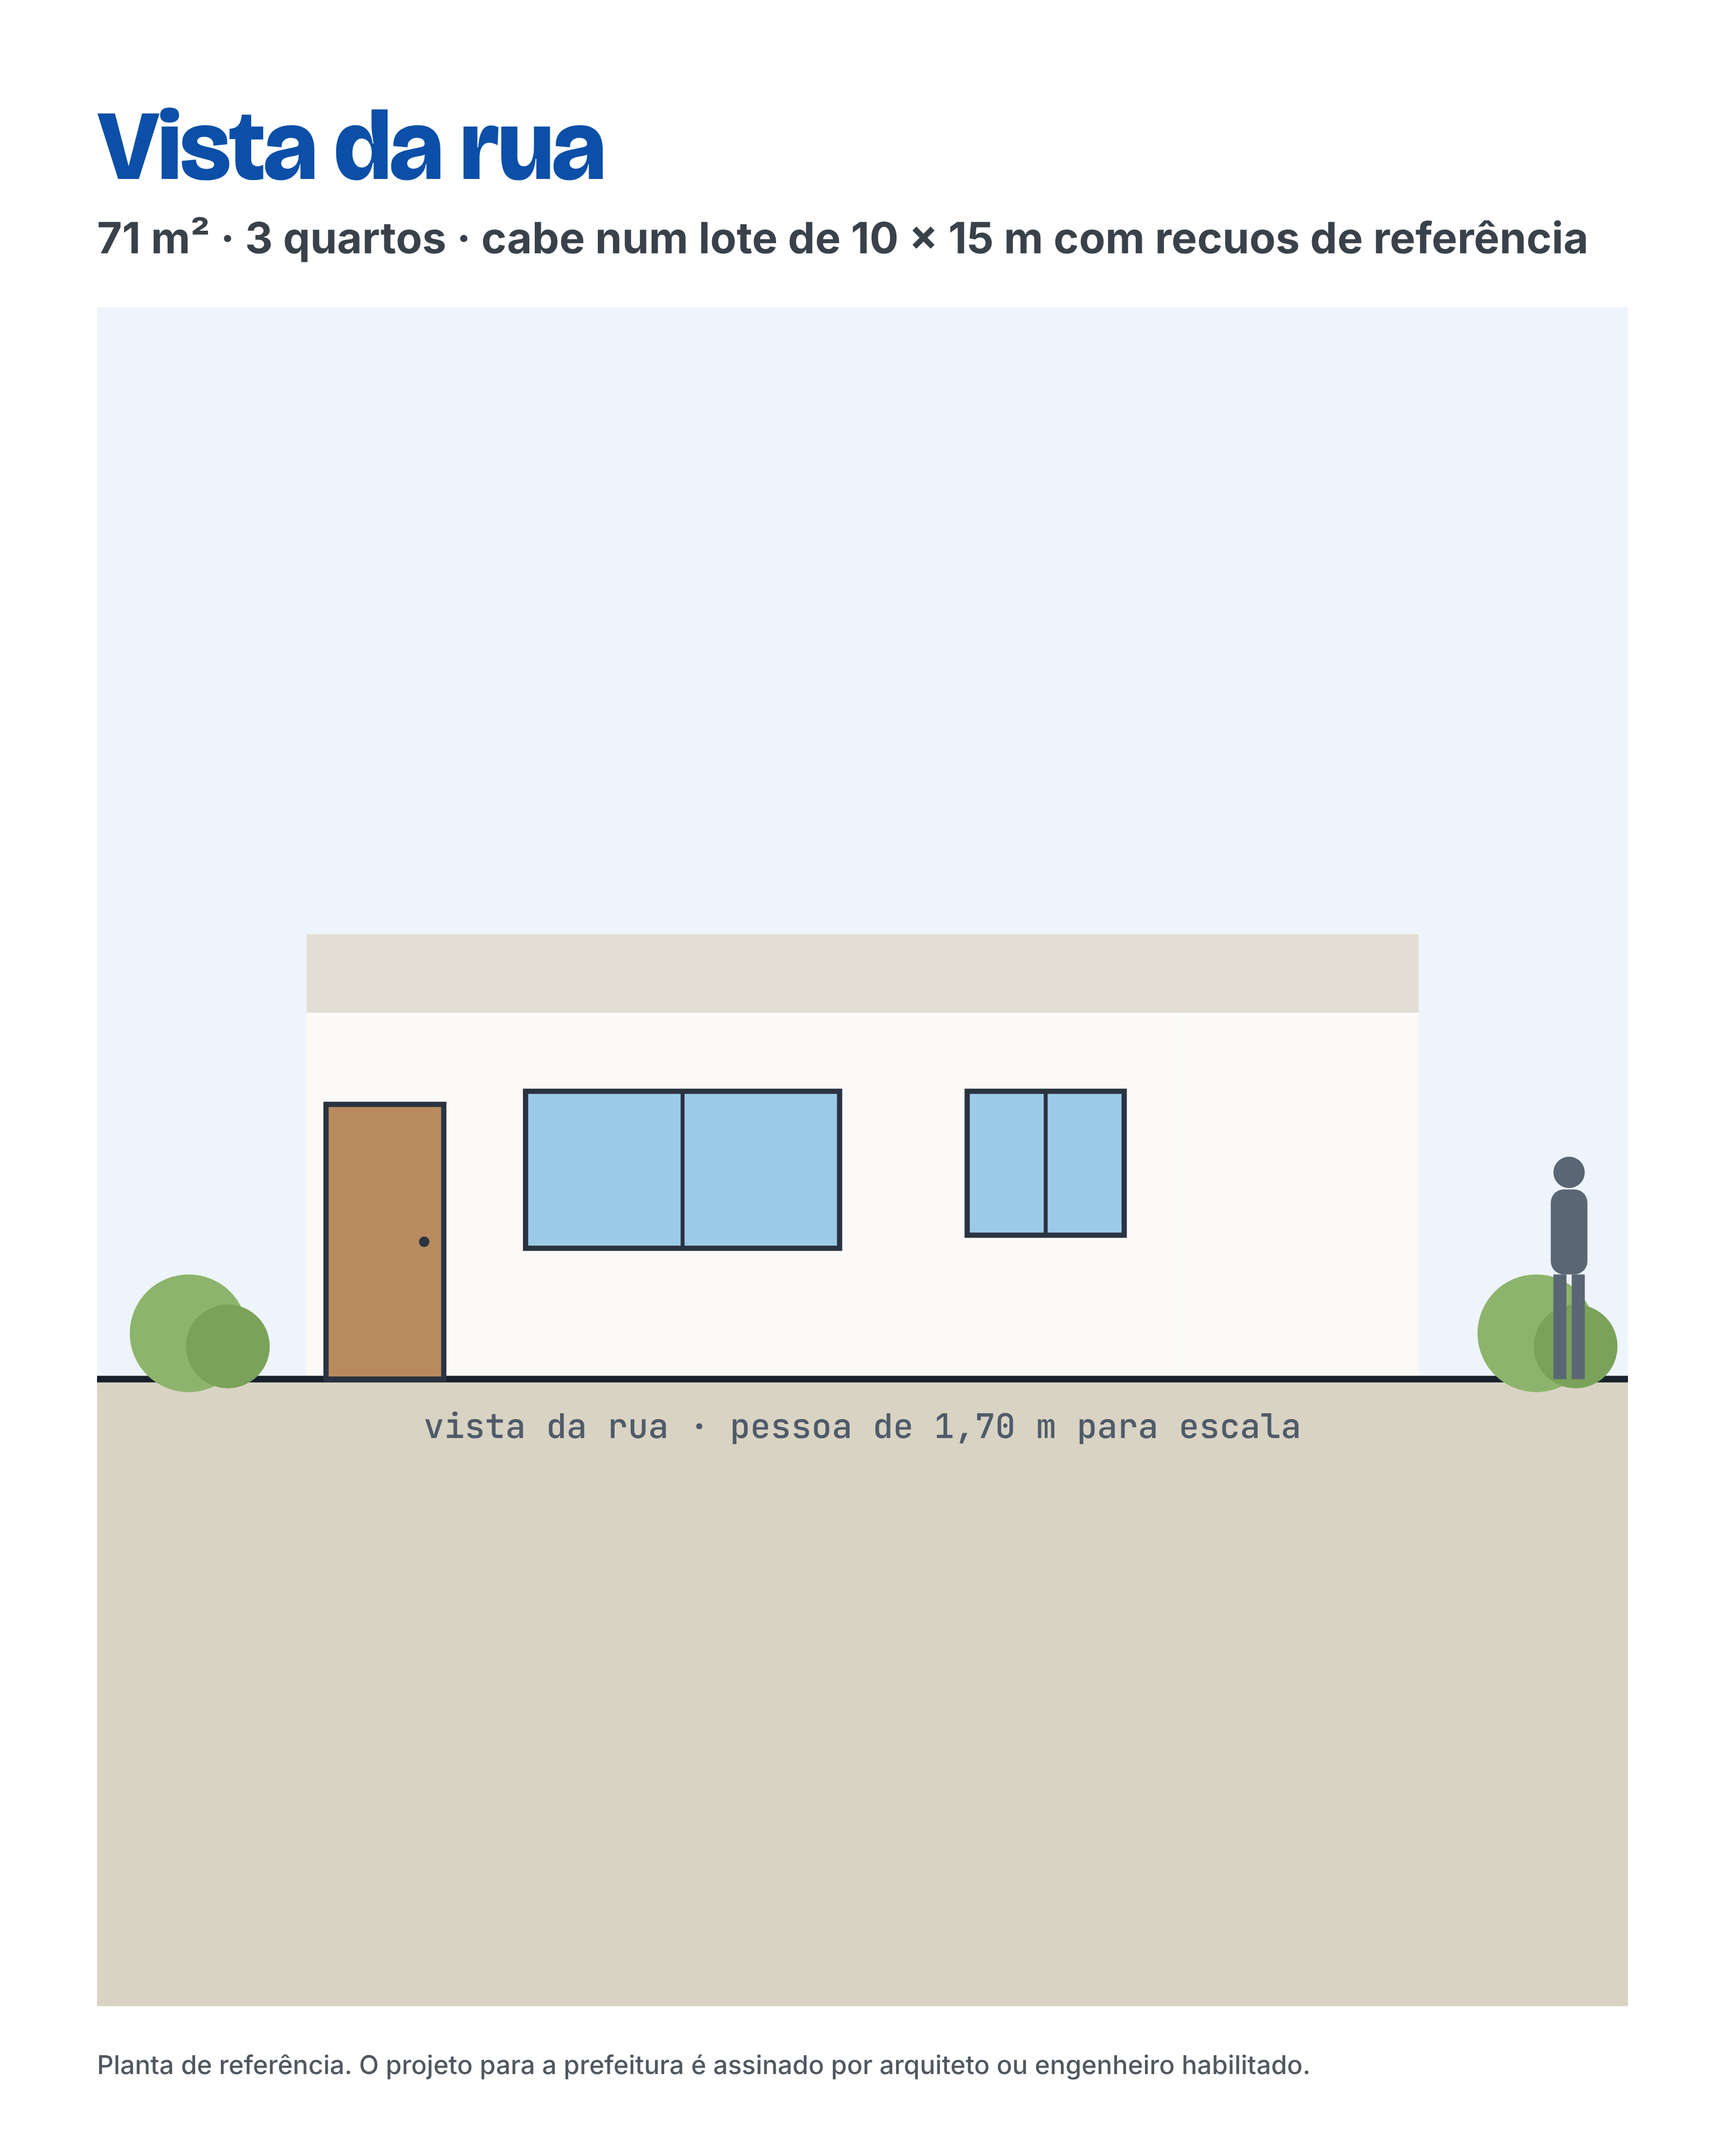 Vista da rua
71 m² · 3 quartos · cabe num lote de 10 × 15 m com recuos de referência
vista da rua · pessoa de 1,70 m para escala
Planta de referência. O projeto para a prefeitura é assinado por arquiteto ou engenheiro habilitado.